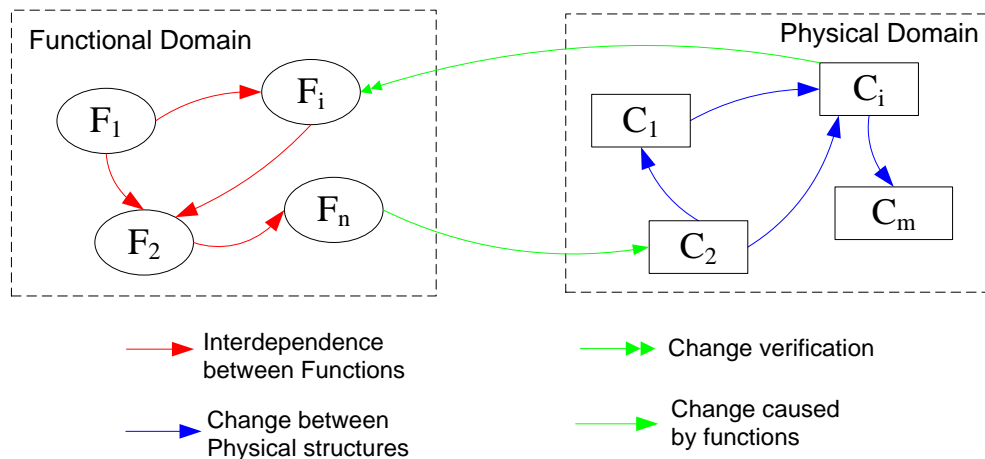 Functional Domain
Physical Domain
F1
Fi
F2
Fn
C1
Ci
C2
Cm
Interdependence
between Functions
Change between
Physical structures
Change verification
Change caused
by functions